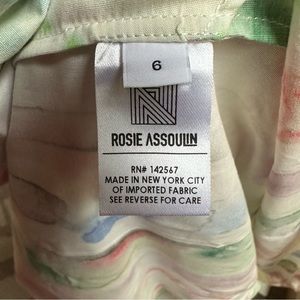 6
ROSIE ASSOULIN
RN# 142567
MADE IN NEW YORK CITY
OF IMPORTED FABRIC
SEE REVERSE FOR CARE